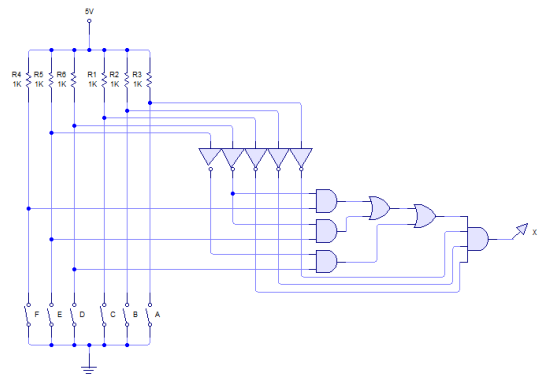 5V
R4 R5 R6 R1 R2 R3
1K 1K 1K 1K 1K 1K
X
F E D C B A